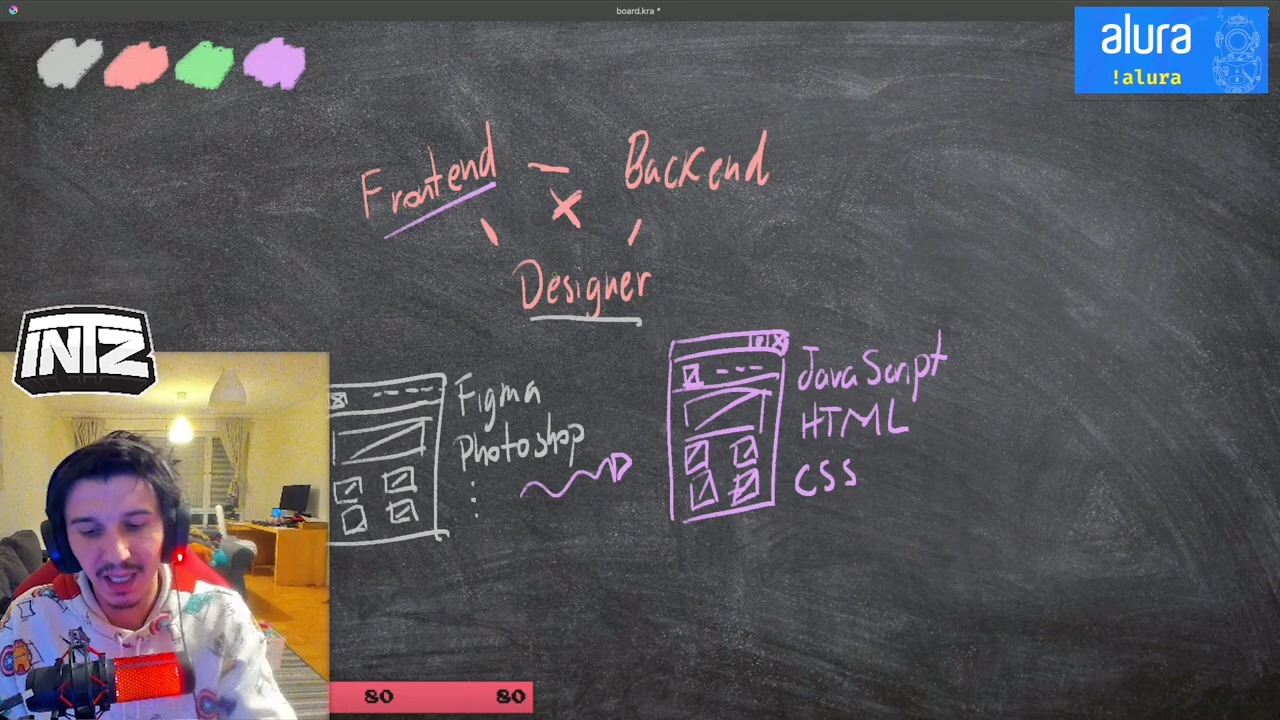 board.kra *
alura
!alura
Frontend
Backend
Designer
INTZ
Figma
Photoshop
JavaScript
HTML
CSS
80 80